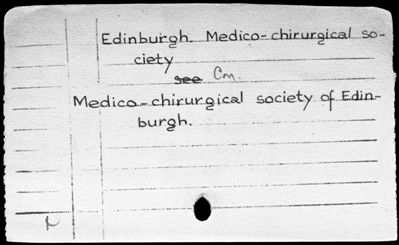 Edinburgh. Medico-chirurgical so-
ciety
see Cm.
Medico-chirurgical society of Edin-
burgh.